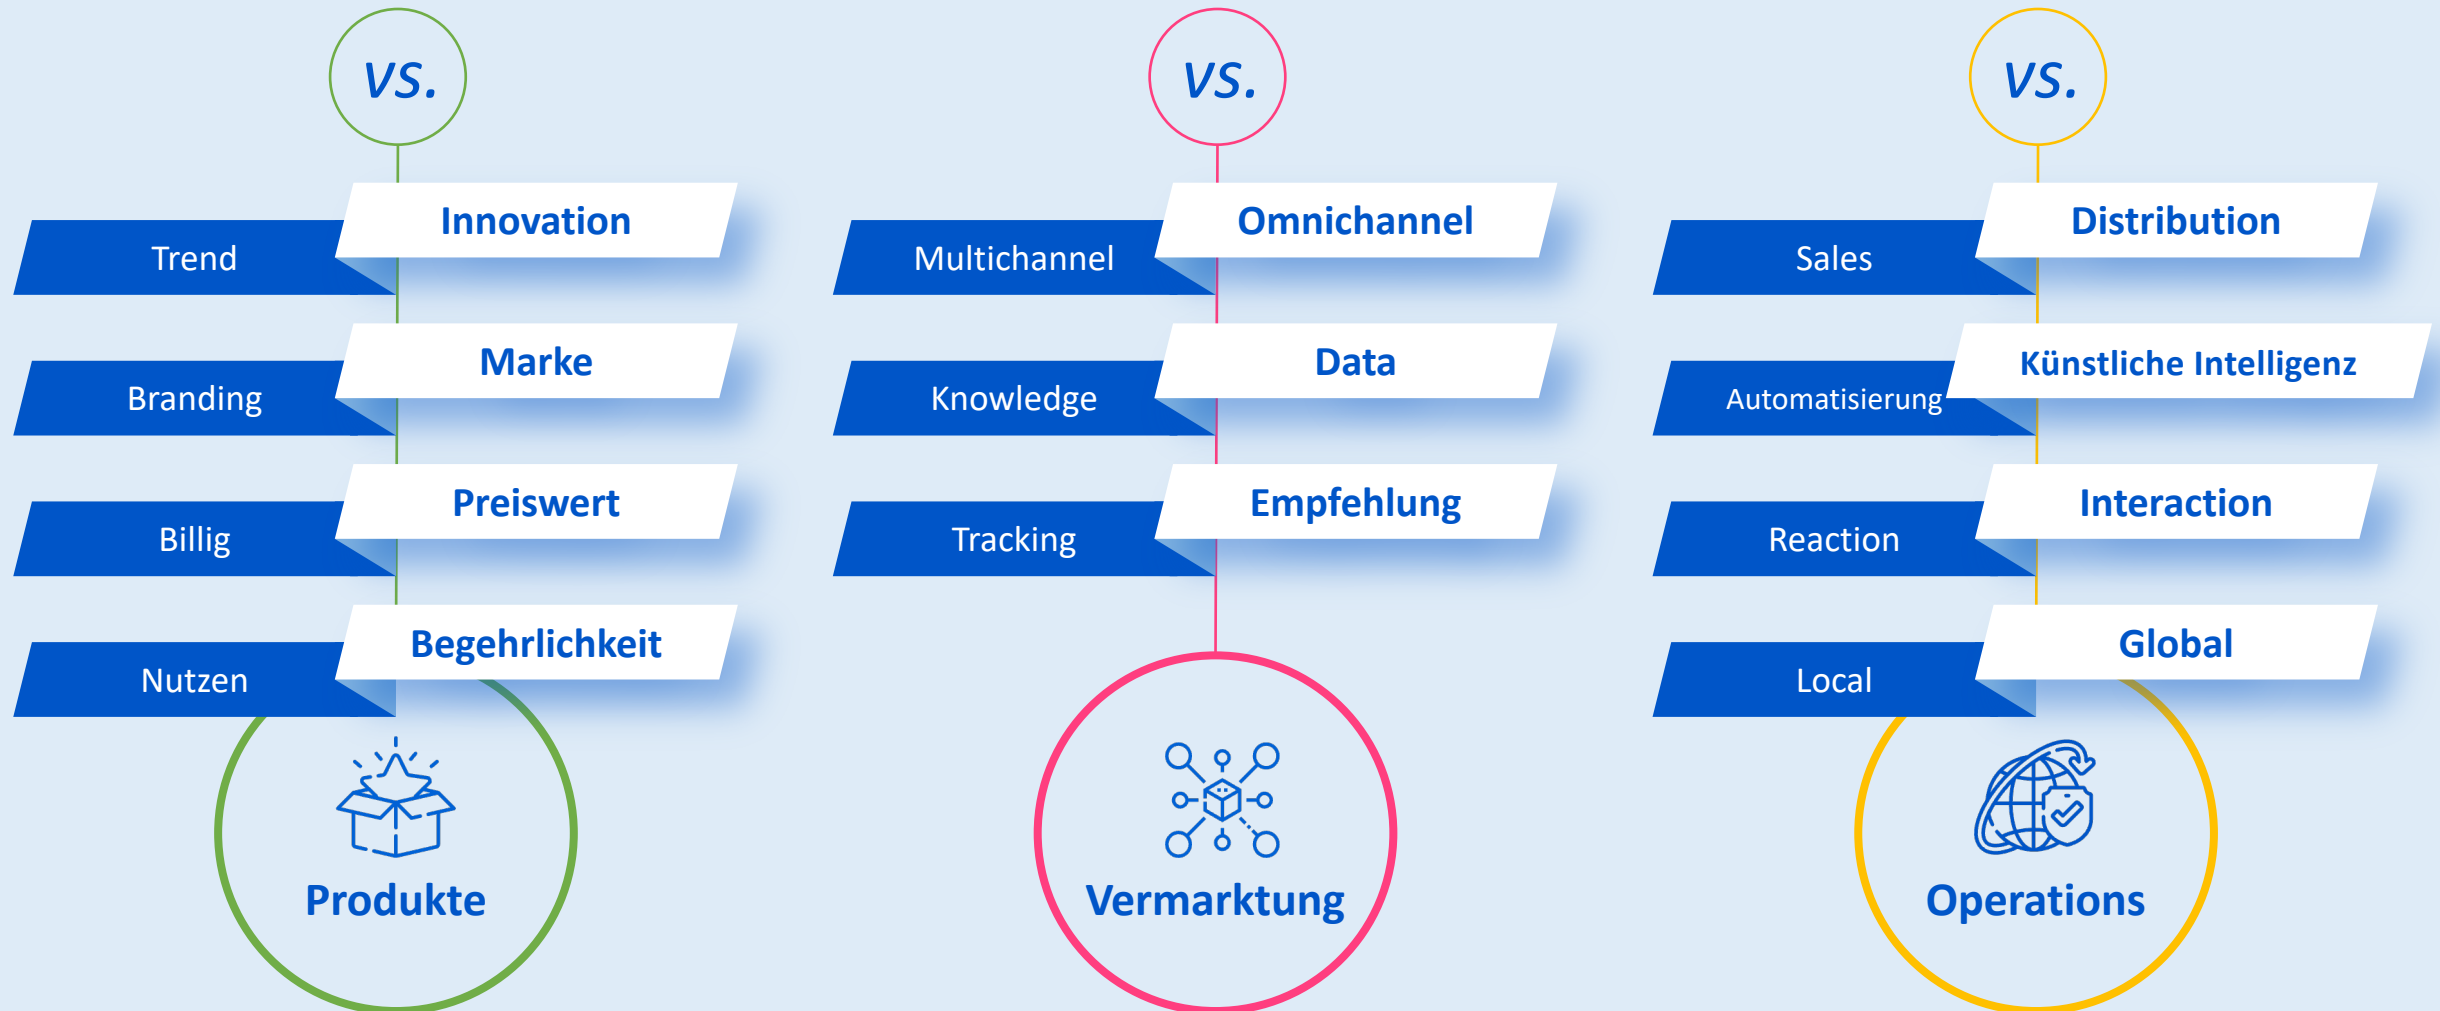 vs.
Trend
Innovation
Branding
Marke
Billig
Preiswert
Nutzen
Begehrlichkeit
Produkte
vs.
Multichannel
Omnichannel
Knowledge
Data
Tracking
Empfehlung
Vermarktung
vs.
Sales
Distribution
Automatisierung
Künstliche Intelligenz
Reaction
Interaction
Local
Global
Operations